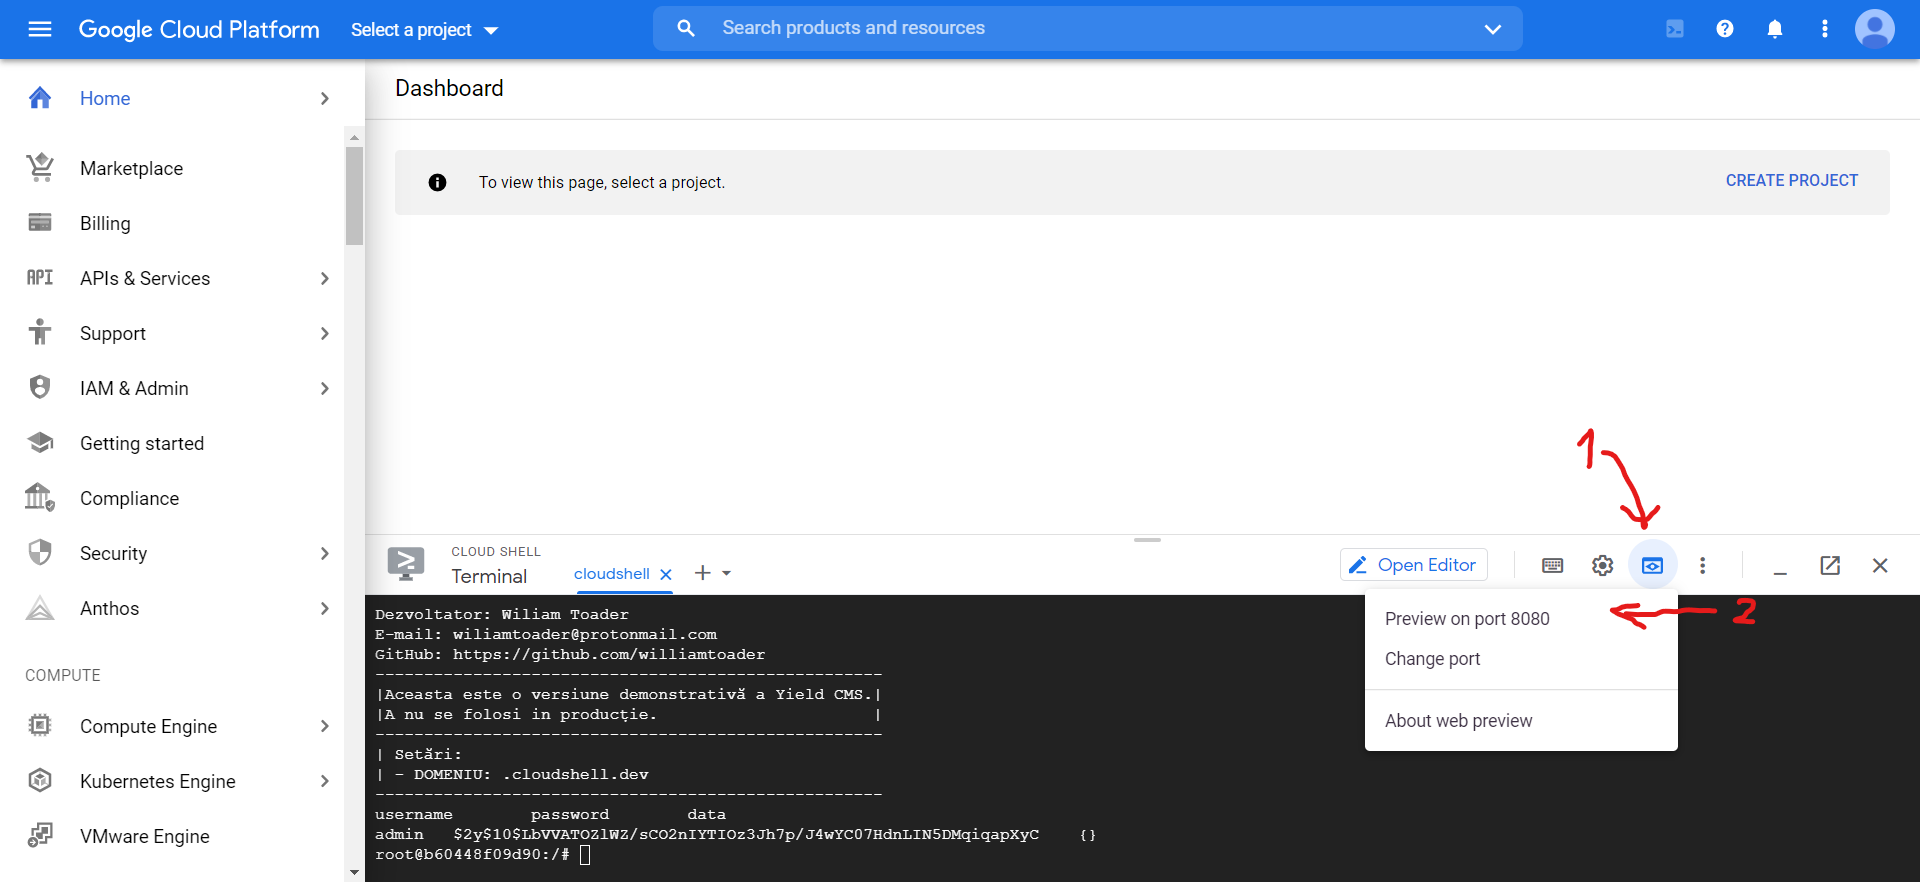 Google Cloud Platform
Select a project
Search products and resources
Home
Marketplace
Billing
API APIs & Services
Support
IAM & Admin
Getting started
Compliance
Security
Anthos
COMPUTE
Compute Engine
Kubernetes Engine
VMware Engine
Dashboard
To view this page, select a project.
CREATE PROJECT
1
CLOUD SHELL
Terminal
cloudshell
Open Editor
Preview on port 8080
2
Change port
About web preview
Dezvoltator: Wiliam Toader
E-mail: wiliamtoader@protonmail.com
GitHub: https://github.com/williamtoader
----------------------------------------------------
|Aceasta este o versiune demonstrativă a Yield CMS.|
|A nu se folosi in producție. |
----------------------------------------------------
| Setări:
| - DOMENIU: .cloudshell.dev
----------------------------------------------------
username password data
admin $2y$10$LbVVATOZlWZ/sCO2nIYTIOz3Jh7p/J4wYC07HdnLIN5DMqiqapXyC {}
root@b60448f09d90:/#